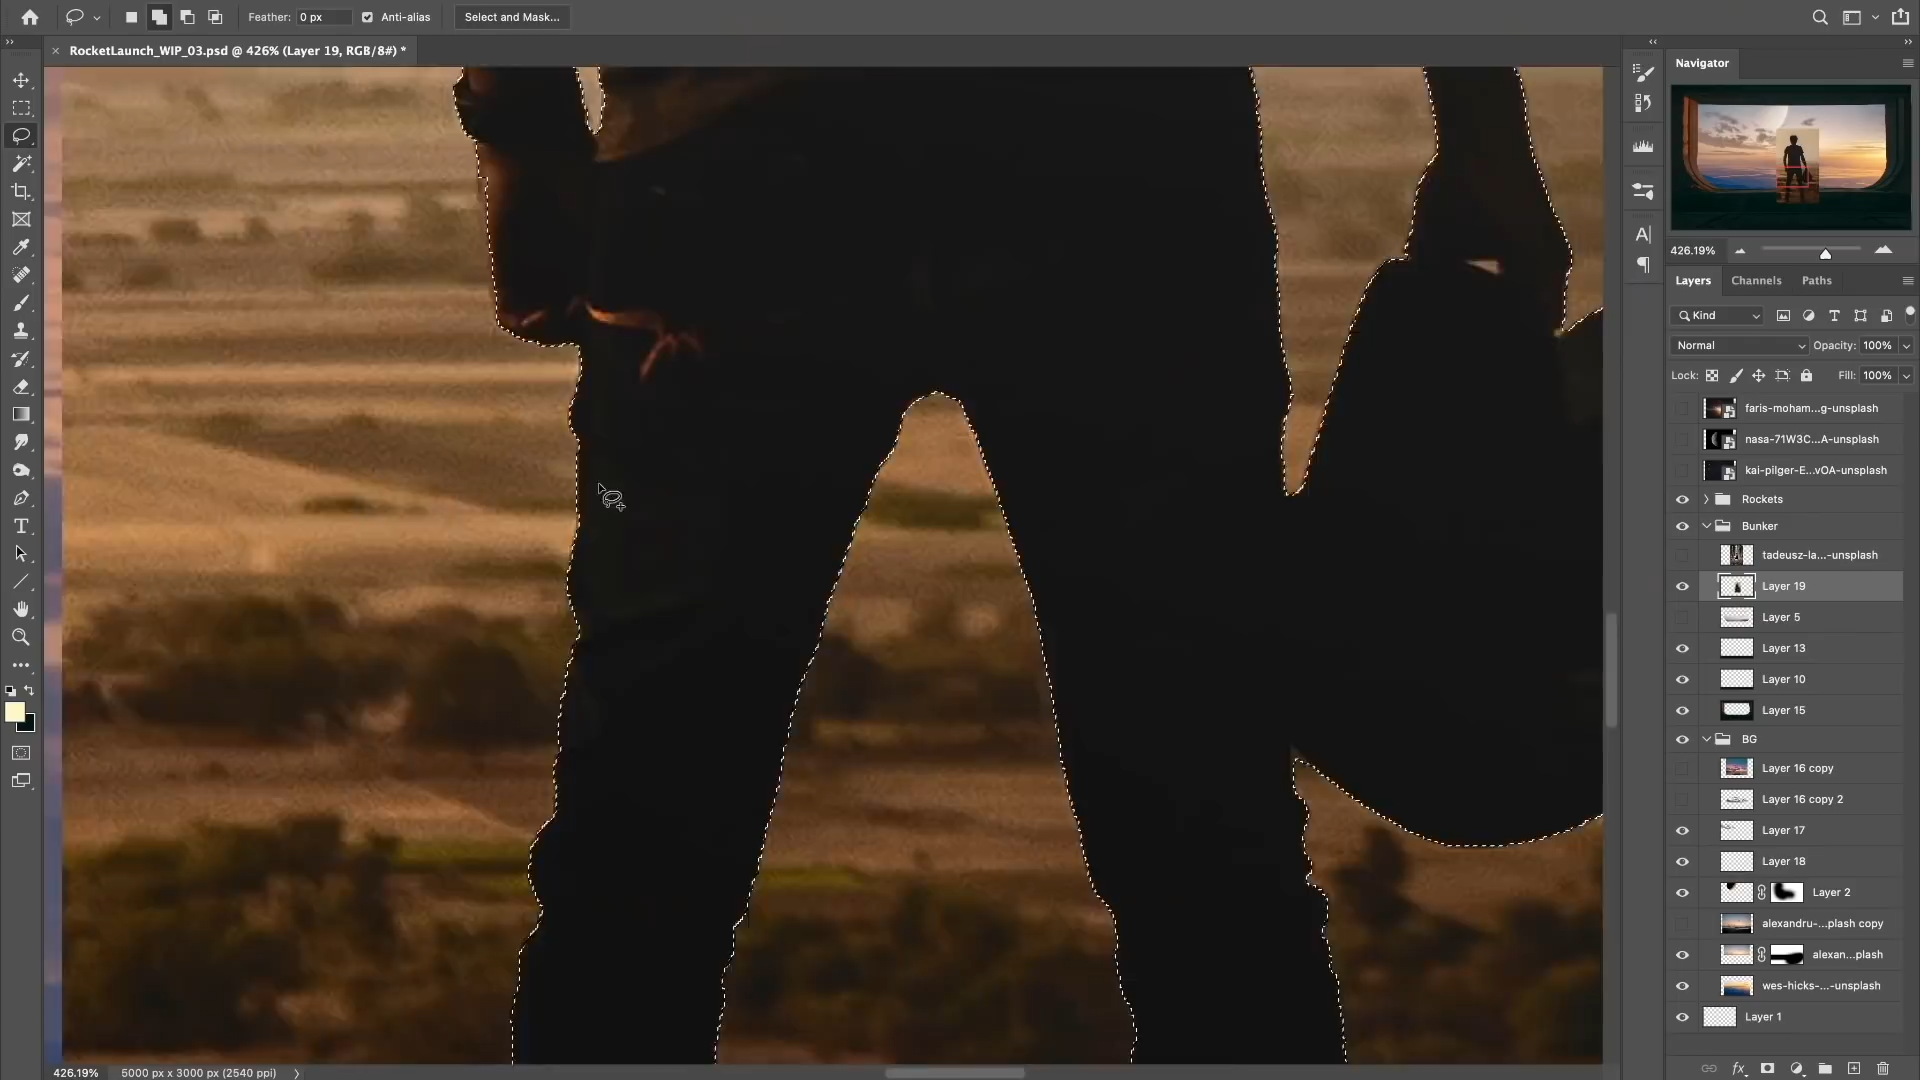 Feather: 0 px Anti-alias Select and Mask...
RocketLaunch_WIP_03.psd @ 426% (Layer 19, RGB/8#) *
Navigator
426.19%
Layers Channels Paths
Kind
Normal Opacity: 100%
Lock: Fill: 100%
faris-moham...g-unsplash
nasa-71W3C...A-unsplash
kai-pilger-E...vOA-unsplash
Rockets
Bunker
tadeusz-la...-unsplash
Layer 19
Layer 5
Layer 13
Layer 10
Layer 15
BG
Layer 16 copy
Layer 16 copy 2
Layer 17
Layer 18
Layer 2
alexandru-...plash copy
alexan...plash
wes-hicks-...-unsplash
Layer 1
426.19% 5000 px x 3000 px (2540 ppi)